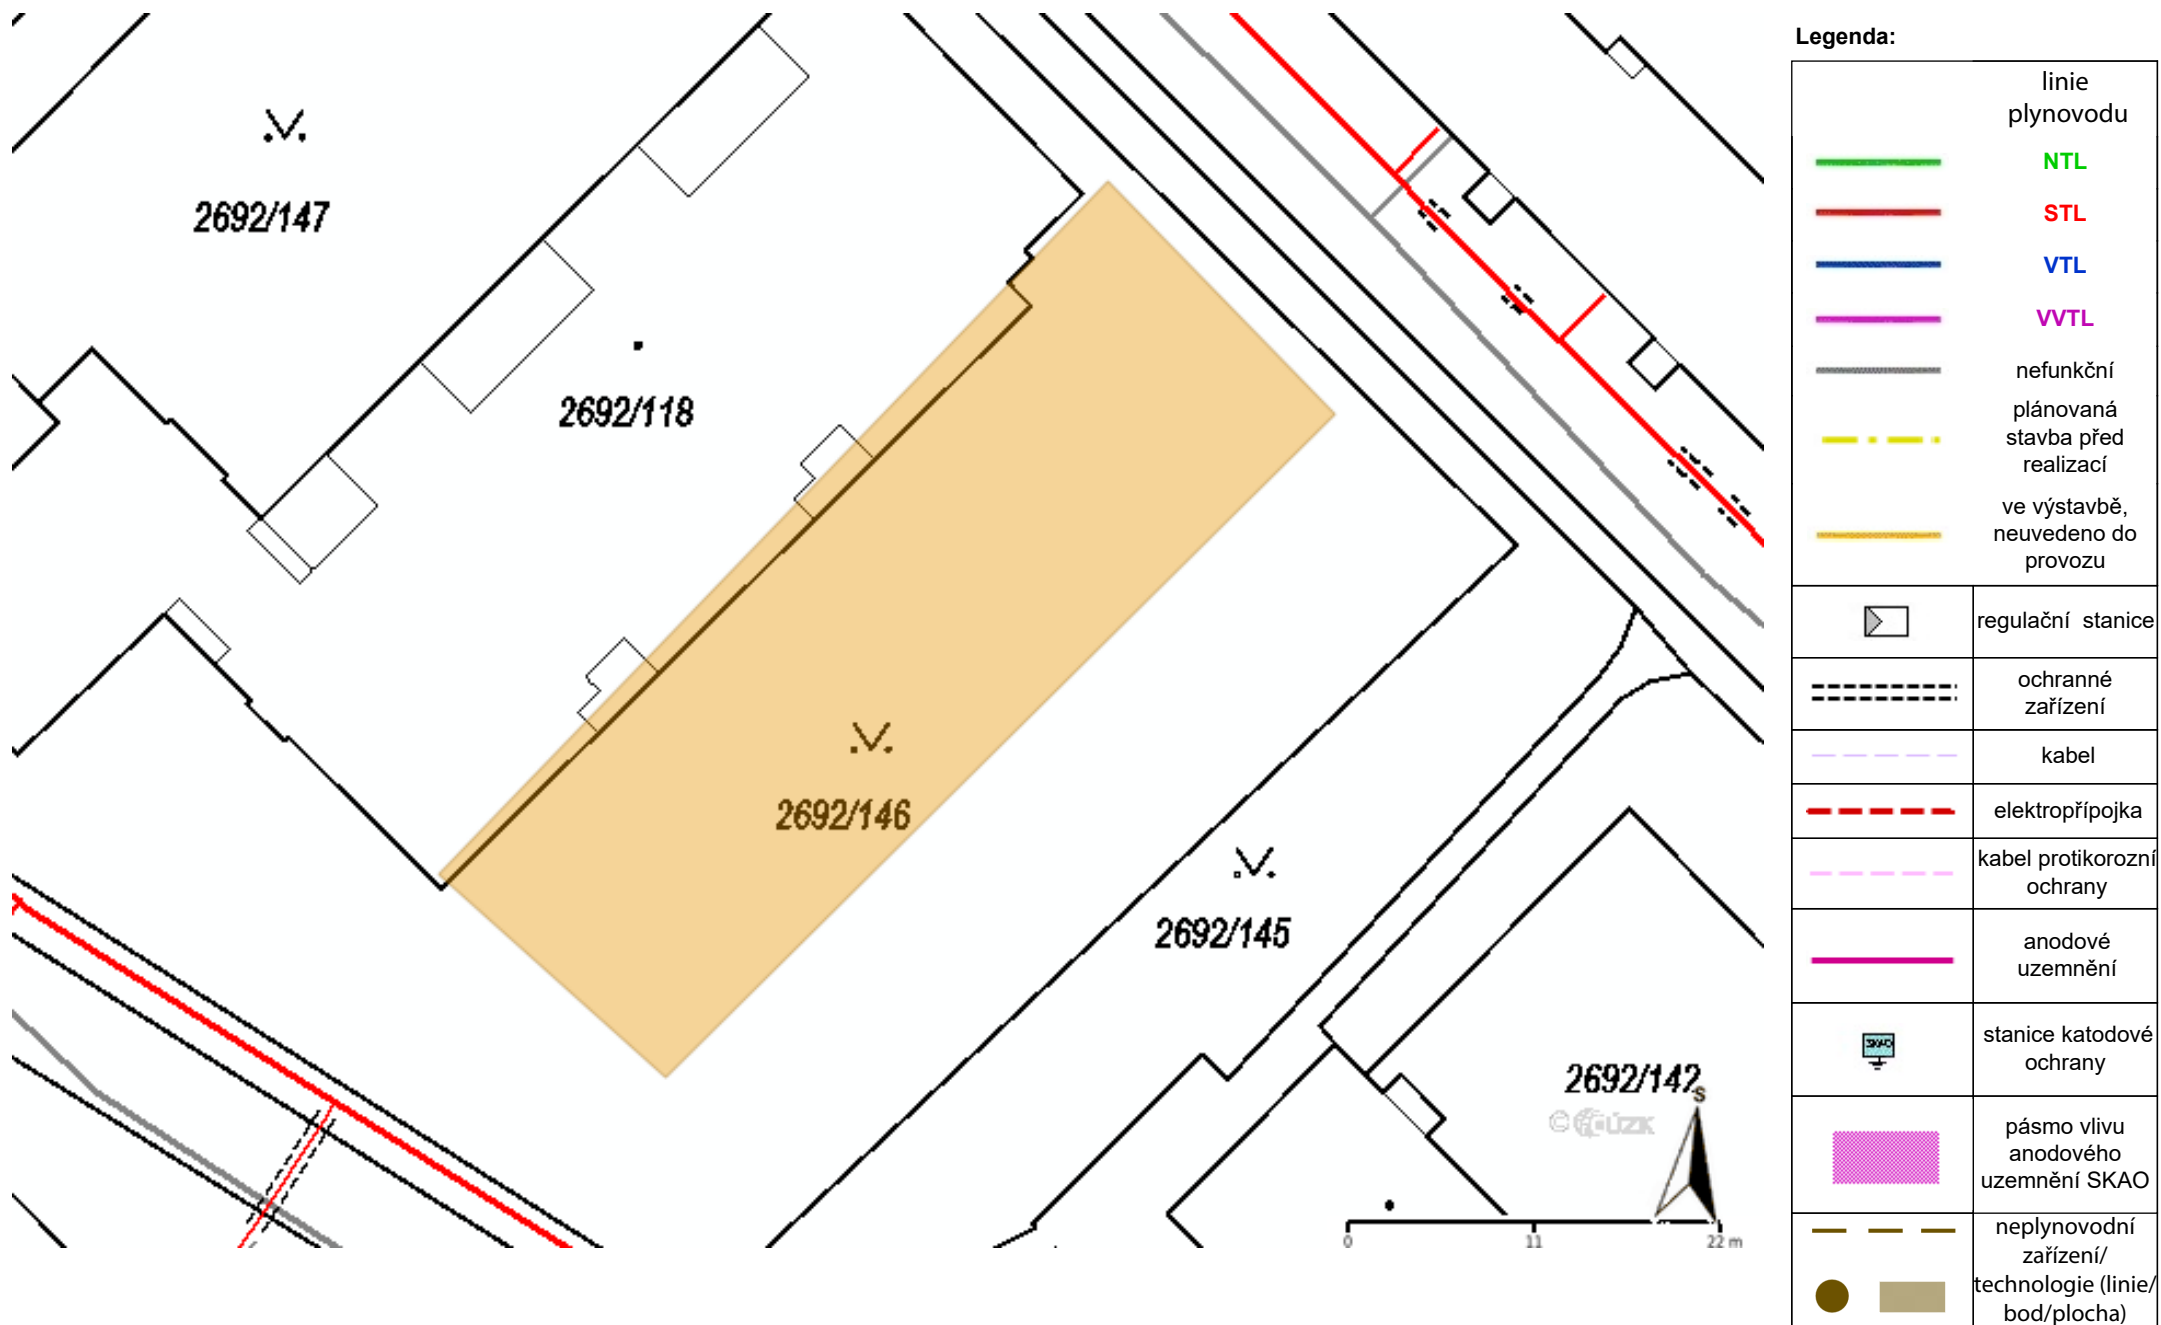 2692/147
2692/118
2692/146
2692/145
2692/142
S
© ČÚZK
0 11 22 m
Legenda:
linie
plynovodu
NTL
STL
VTL
VVTL
nefunkční
plánovaná
stavba před
realizací
ve výstavbě,
neuvedeno do
provozu
regulační stanice
ochranné
zařízení
kabel
elektropřípojka
kabel protikorozní
ochrany
anodové
uzemnění
SKAO
stanice katodové
ochrany
pásmo vlivu
anodového
uzemnění SKAO
neplynovodní
zařízení/
technologie (linie/
bod/plocha)